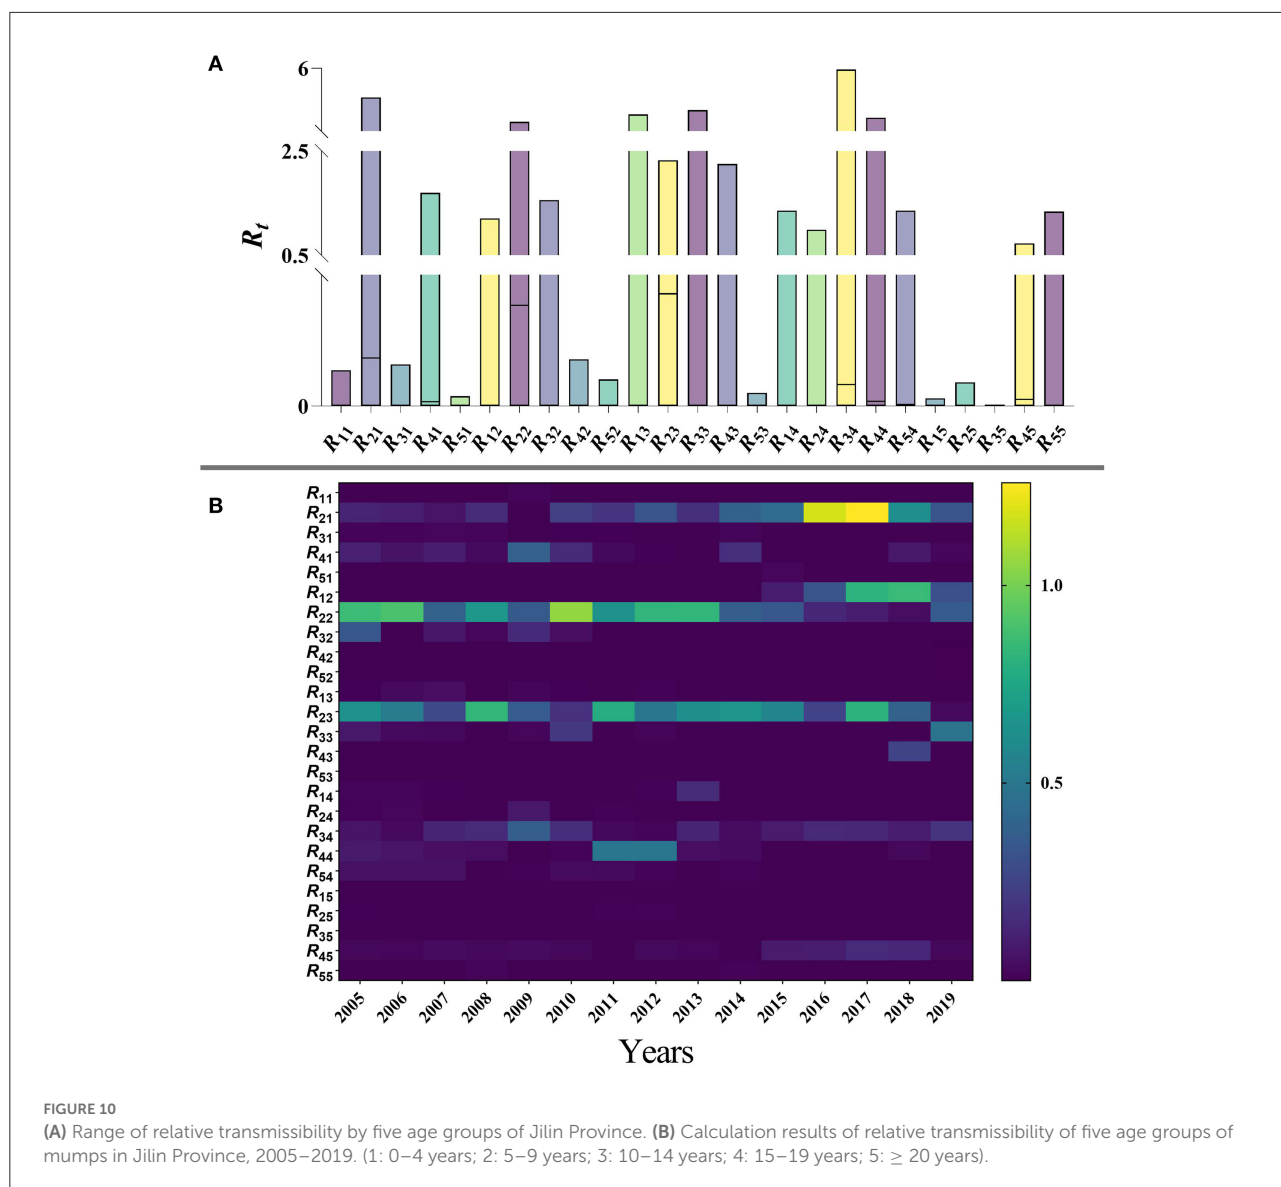 A
6
2.5
0.5
0
R_t
R11 R21 R31 R41 R51 R12 R22 R32 R42 R52 R13 R23 R33 R43 R53 R14 R24 R34 R44 R54 R15 R25 R35 R45 R55
B
R11
R21
R31
R41
R51
R12
R22
R32
R42
R52
R13
R23
R33
R43
R53
R14
R24
R34
R44
R54
R15
R25
R35
R45
R55
1.0
0.5
2005 2006 2007 2008 2009 2010 2011 2012 2013 2014 2015 2016 2017 2018 2019
Years
FIGURE 10
(A) Range of relative transmissibility by five age groups of Jilin Province. (B) Calculation results of relative transmissibility of five age groups of
mumps in Jilin Province, 2005–2019. (1: 0–4 years; 2: 5–9 years; 3: 10–14 years; 4: 15–19 years; 5: ≥ 20 years).